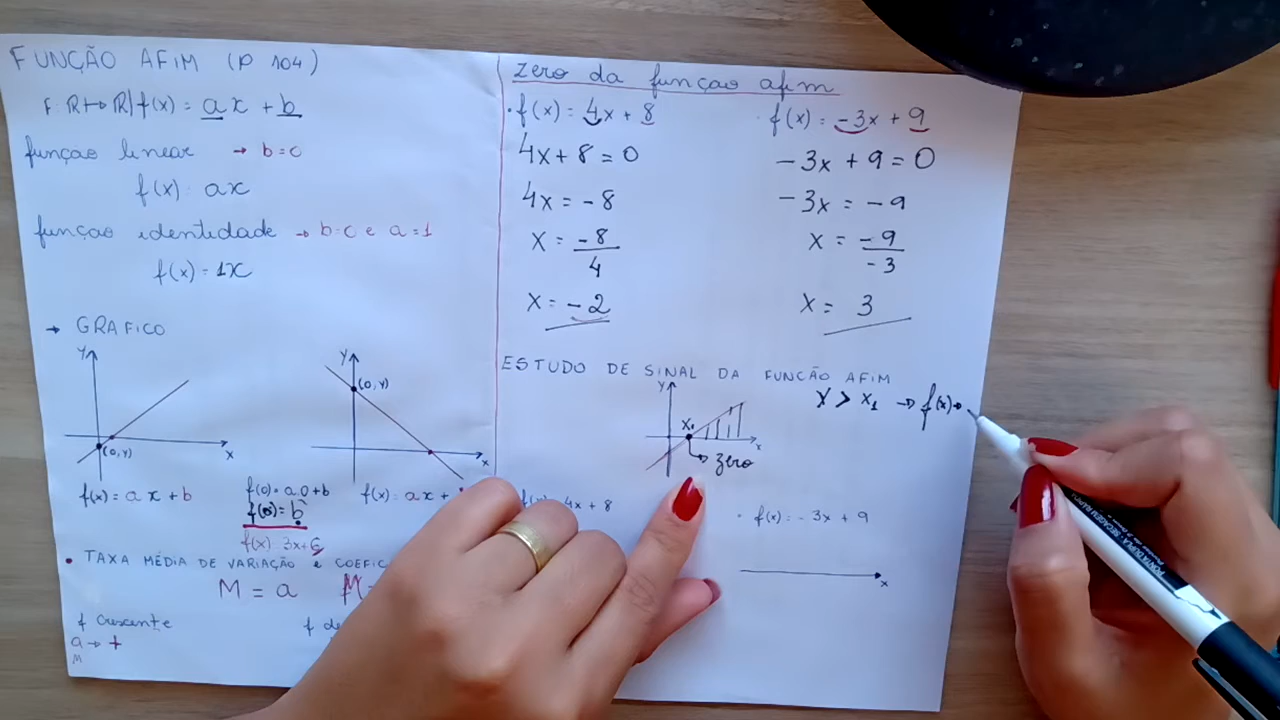 FUNÇÃO AFIM (P 104)
F: R→R|f(x) = ax + b
função linear → b=c
f(x): ax
função identidade → b=c e a=1
f(x) = 1x
→ GRAFICO
y
(0,y)
x
y
(0,y)
x
f(x) = ax + b
f(0) = a.0+b
f(0) = b
f(x): 3x+6
f(x): ax +
• TAXA MÉDIA DE VARIAÇÃO e COEFIC
M = a M=
f crescente
a → +
M
f de
zero da função afim
• f(x) = 4x + 8
4x + 8 = 0
4x = -8
x = -8
4
x = -2
f(x) = -3x + 9
-3x + 9 = 0
-3x = -9
x = -9
-3
x = 3
ESTUDO DE SINAL DA FUNÇÃO AFIM
y
x₁
x
zero
x > x₁ → f(x)→
f(x) = 4x + 8
• f(x) = -3x + 9
x